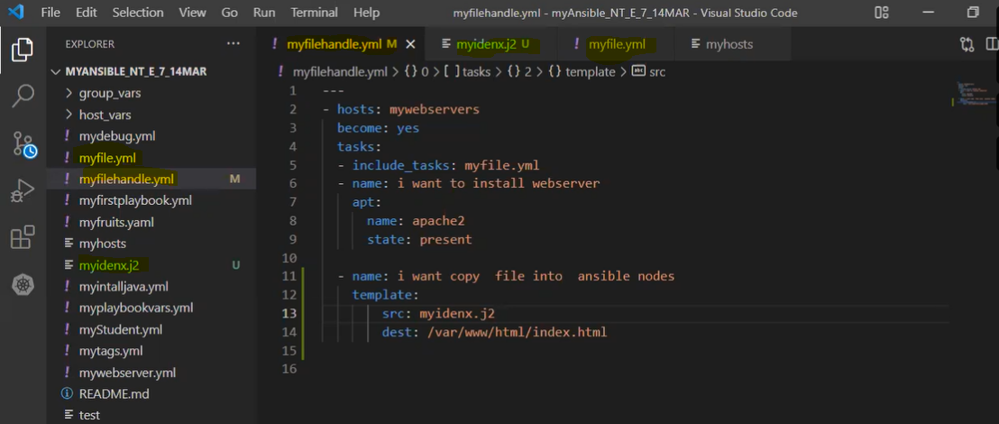 File Edit Selection View Go Run Terminal Help myfilehandle.yml - myAnsible_NT_E_7_14MAR - Visual Studio Code
EXPLORER ...
MYANSIBLE_NT_E_7_14MAR
group_vars
host_vars
! mydebug.yml
! myfile.yml
! myfilehandle.yml M
! myfirstplaybook.yml
! myfruits.yaml
myhosts
myidenx.j2 U
! myintalljava.yml
! myplaybookvars.yml
! myStudent.yml
! mytags.yml
! mywebserver.yml
README.md
test
! myfilehandle.yml M myidenx.j2 U ! myfile.yml myhosts
! myfilehandle.yml > {} 0 > [ ] tasks > {} 2 > {} template > abc src
1 ---
2 - hosts: mywebservers
3 become: yes
4 tasks:
5 - include_tasks: myfile.yml
6 - name: i want to install webserver
7 apt:
8 name: apache2
9 state: present
10
11 - name: i want copy  file into  ansible nodes
12 template:
13 src: myidenx.j2
14 dest: /var/www/html/index.html
15
16